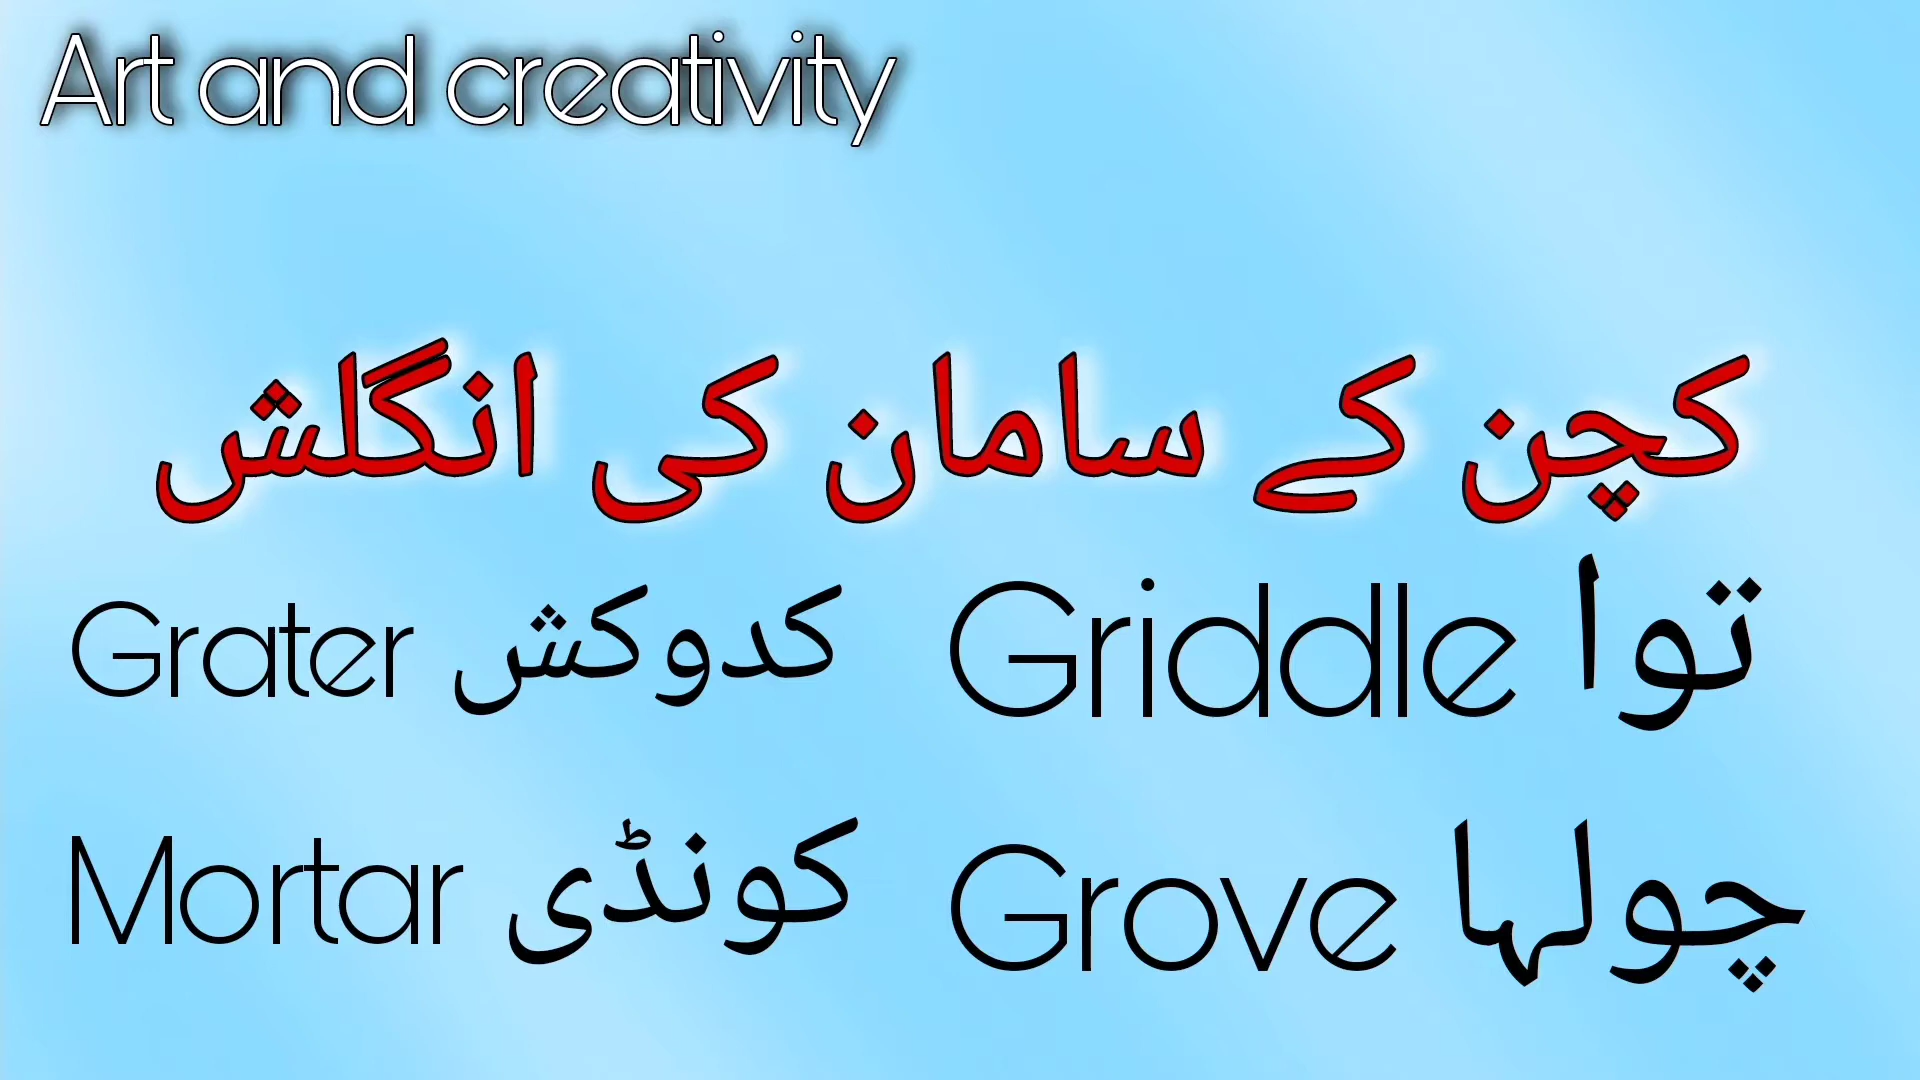 Art and creativity
کچن کے سامان کی انگلش
توا Griddle کدوکش Grater
چولہا Grove کونڈی Mortar